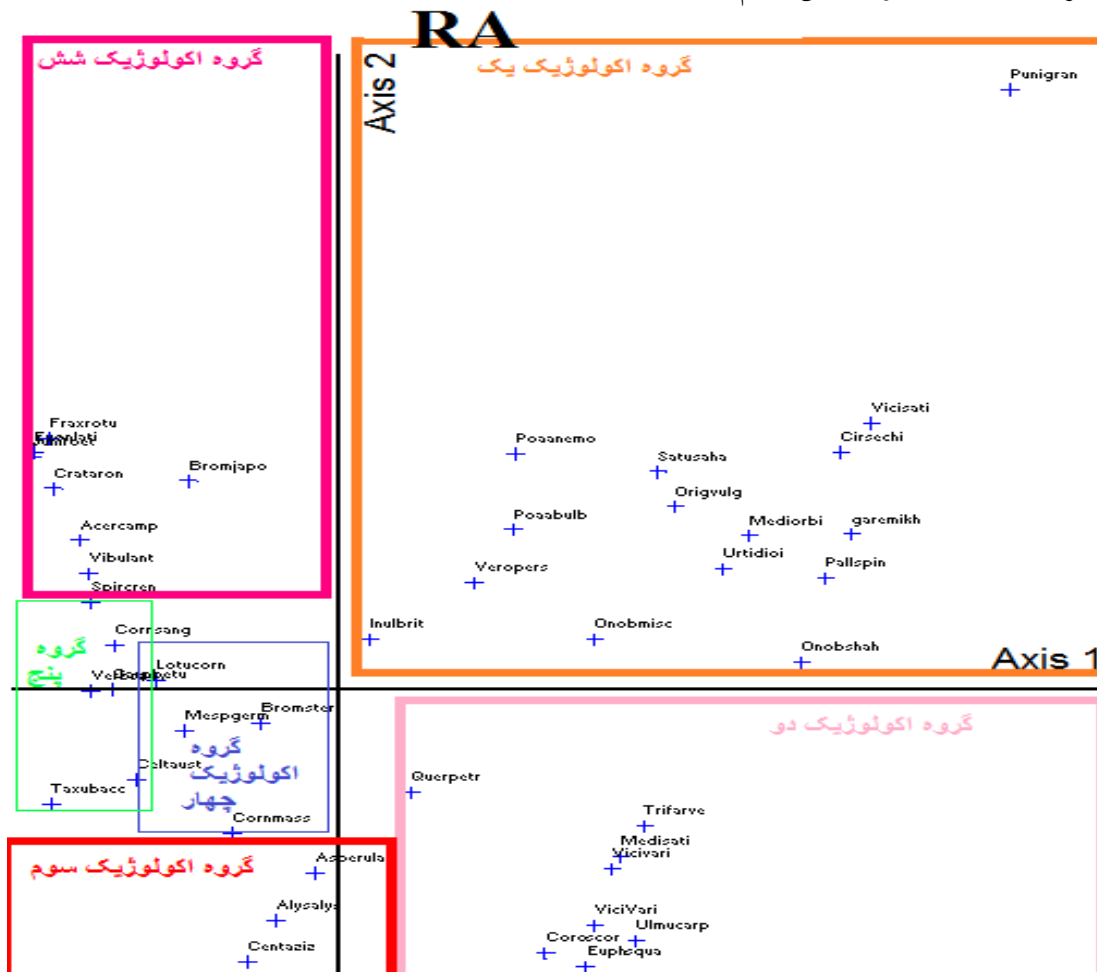 RA
گروه اکولوژیک شش
گروه اکولوژیک یک
Axis 2
Punigran
Vicisati
Fraxrotu
Cirsechi
Poaanemo
Satusaha
Bromjapo
Crataron
Origvulg
Poaabulb
Mediorbi
garemikh
Acercamp
Urtidioi
Pallspin
Vibulant
Veropers
Spircren
Inulbrit
Onobmisc
Cornsang
گروه
پنج
Onobshah
Axis 1
Lotucorn
گروه اکولوژیک دو
Mespgerm
Bromster
گروه
اکولوژیک
چهار
Querpetr
Celtaust
Taxubacc
Trifarve
Cornmass
Medisati
Vicivari
گروه اکولوژیک سوم
Asperula
Alysalys
ViciVari
Ulmucarp
Coroscor
Centaziz
Euphsqua